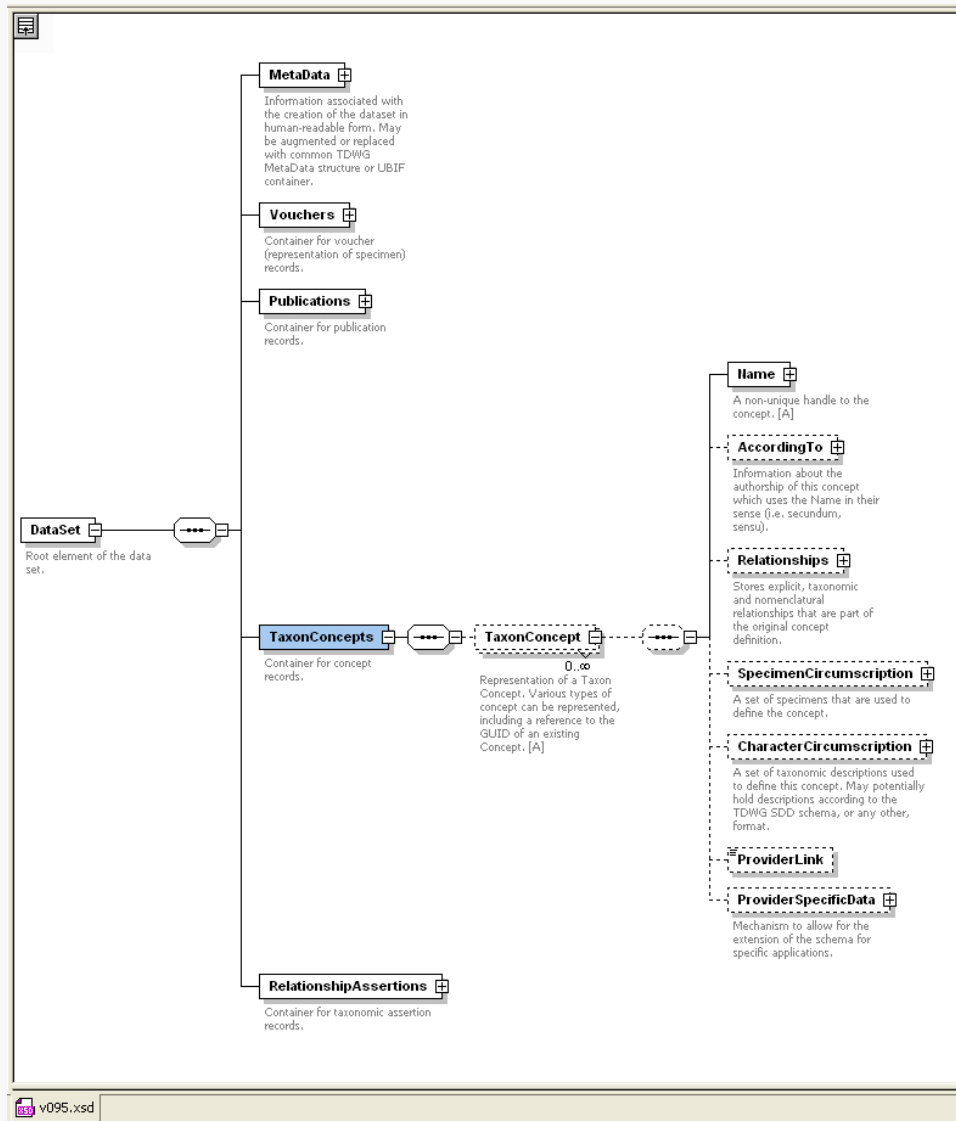 MetaData
Information associated with
the creation of the dataset in
human-readable form. May
be augmented or replaced
with common TDWG
MetaData structure or UBIF
container.
Vouchers
Container for voucher
(representation of specimen)
records.
Publications
Container for publication
records.
Name
A non-unique handle to the
concept. [A]
AccordingTo
Information about the
authorship of this concept
which uses the Name in their
sense (i.e. secundum,
sensu).
DataSet
Root element of the data
set.
Relationships
Stores explicit, taxonomic
and nomenclatural
relationships that are part of
the original concept
definition.
TaxonConcepts
Container for concept
records.
TaxonConcept
0..∞
Representation of a Taxon
Concept. Various types of
concept can be represented,
including a reference to the
GUID of an existing
Concept. [A]
SpecimenCircumscription
A set of specimens that are used to
define the concept.
CharacterCircumscription
A set of taxonomic descriptions used
to define this concept. May potentially
hold descriptions according to the
TDWG SDD schema, or any other,
format.
ProviderLink
ProviderSpecificData
Mechanism to allow for the
extension of the schema for
specific applications.
RelationshipAssertions
Container for taxonomic assertion
records.
XSD
v095.xsd